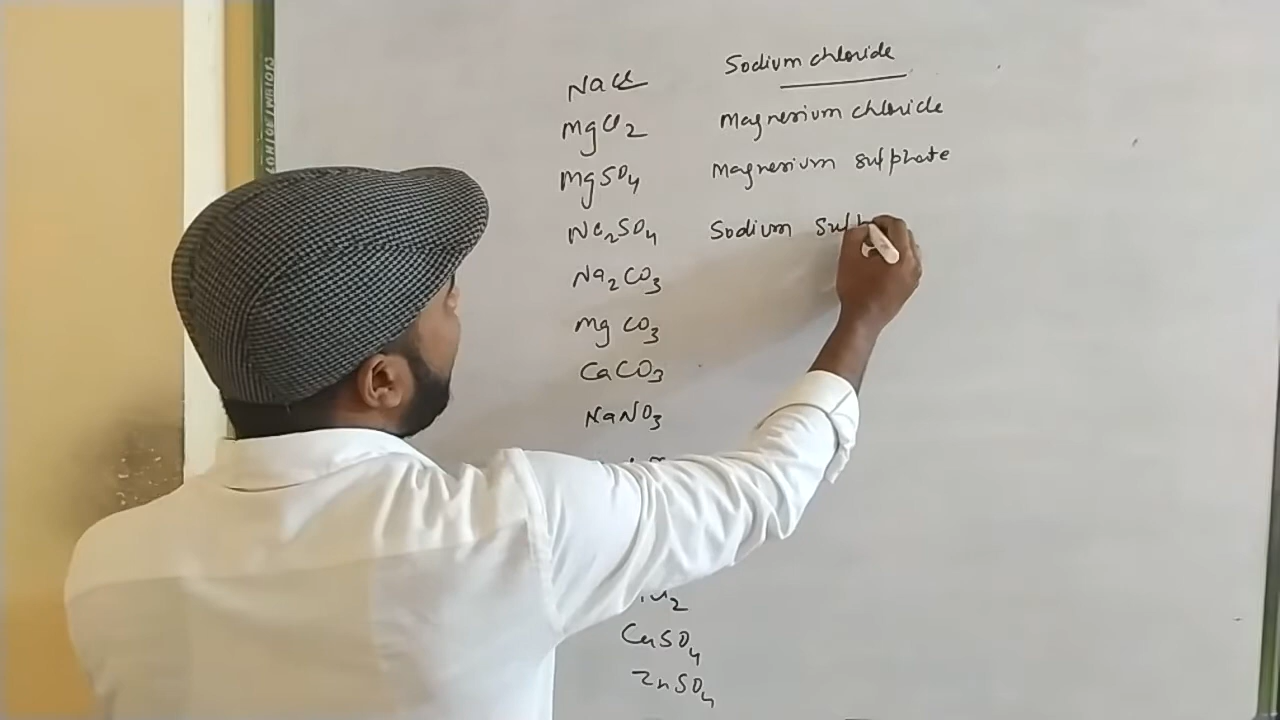 NaCl Sodium chloride
MgCl2 Magnesium chloride
MgSO4 Magnesium sulphate
Na2SO4 Sodium
Na2CO3
MgCO3
CaCO3
NaNO3
CuSO4
ZnSO4